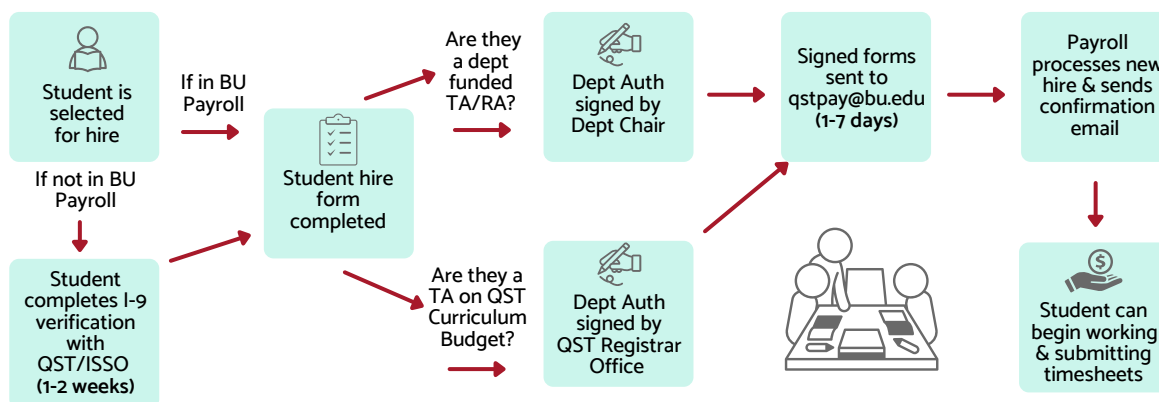 Student is
selected
for hire
If in BU
Payroll
If not in BU
Payroll
Student
completes I-9
verification
with
QST/ISSO
(1-2 weeks)
Student hire
form
completed
Are they
a dept
funded
TA/RA?
Dept Auth
signed by
Dept Chair
Are they a
TA on QST
Curriculum
Budget?
Dept Auth
signed by
QST Registrar
Office
Signed forms
sent to
qstpay@bu.edu
(1-7 days)
Payroll
processes new
hire & sends
confirmation
email
$
Student can
begin working
& submitting
timesheets